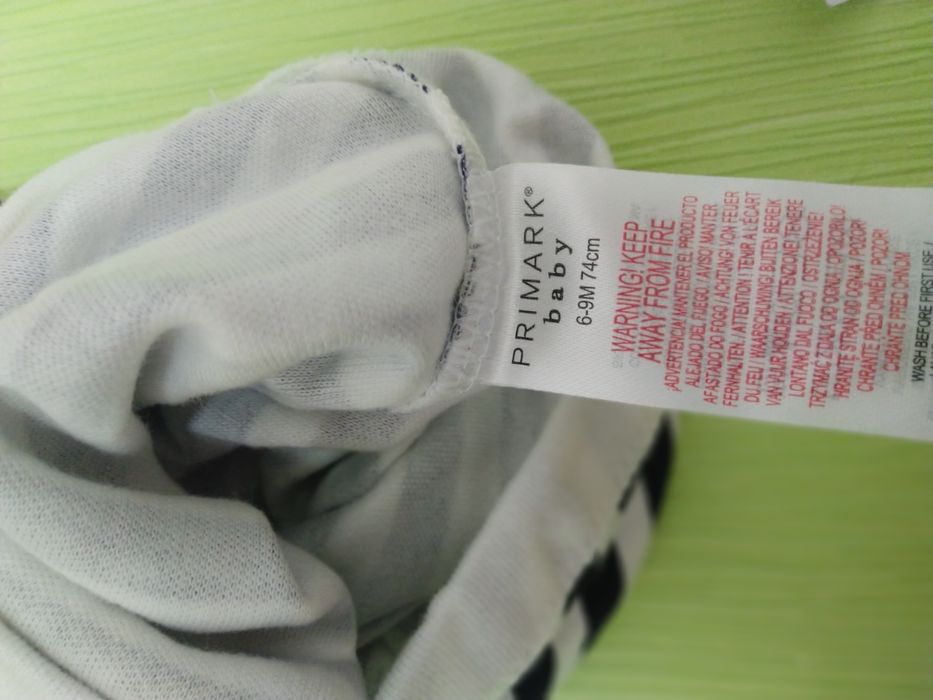 PRIMARK®
baby
6-9M 74cm
WARNING! KEEP
AWAY FROM FIRE
ADVERTENCIA! MANTENER EL PRODUCTO
ALEJADO DEL FUEGO! / AVISO! MANTER
AFASTADO DO FOGO / ACHTUNG! VON FEUER
FERNHALTEN. ATTENTION ! TENIR À L'ÉCART
DU FEU WAARSCHUWING! BUITEN BEREIK
VAN VUUR HOUDEN / ATTENZIONE! TENERE
LONTANO DAL FUOCO / OSTRZEŻENIE!
TRZYMAĆ Z DALA OD OGNIA / OPOZORILO!
HRANITE STRAN OD OGNJA / POZOR!
CHRAŇTE PŘED OHNĚM / POZOR!
CHRÁŇTE PRED OHŇOM
WASH BEFORE FIRST USE /